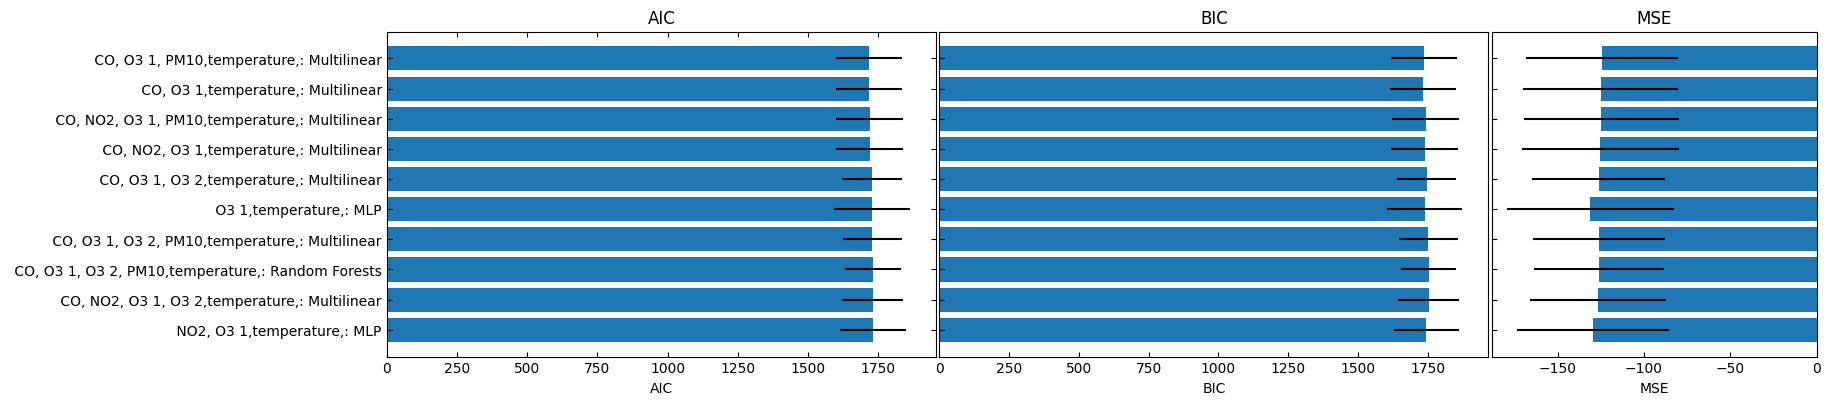 AIC
BIC
MSE
CO, O3 1, PM10,temperature,: Multilinear
CO, O3 1,temperature,: Multilinear
CO, NO2, O3 1, PM10,temperature,: Multilinear
CO, NO2, O3 1,temperature,: Multilinear
CO, O3 1, O3 2,temperature,: Multilinear
O3 1,temperature,: MLP
CO, O3 1, O3 2, PM10,temperature,: Multilinear
CO, O3 1, O3 2, PM10,temperature,: Random Forests
CO, NO2, O3 1, O3 2,temperature,: Multilinear
NO2, O3 1,temperature,: MLP
0 250 500 750 1000 1250 1500 1750
0 250 500 750 1000 1250 1500 1750
−150 −100 −50 0
AIC
BIC
MSE